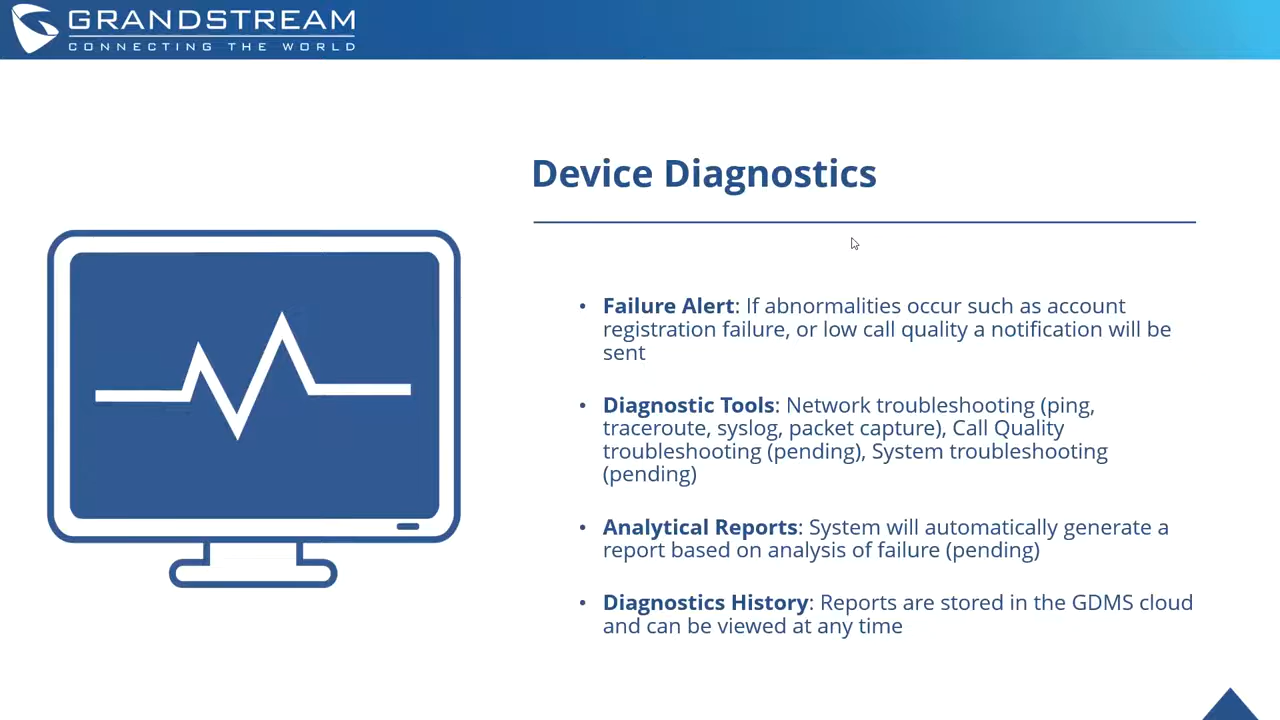 GRANDSTREAM
CONNECTING THE WORLD
Device Diagnostics
• Failure Alert: If abnormalities occur such as account
registration failure, or low call quality a notification will be
sent
• Diagnostic Tools: Network troubleshooting (ping,
traceroute, syslog, packet capture), Call Quality
troubleshooting (pending), System troubleshooting
(pending)
• Analytical Reports: System will automatically generate a
report based on analysis of failure (pending)
• Diagnostics History: Reports are stored in the GDMS cloud
and can be viewed at any time